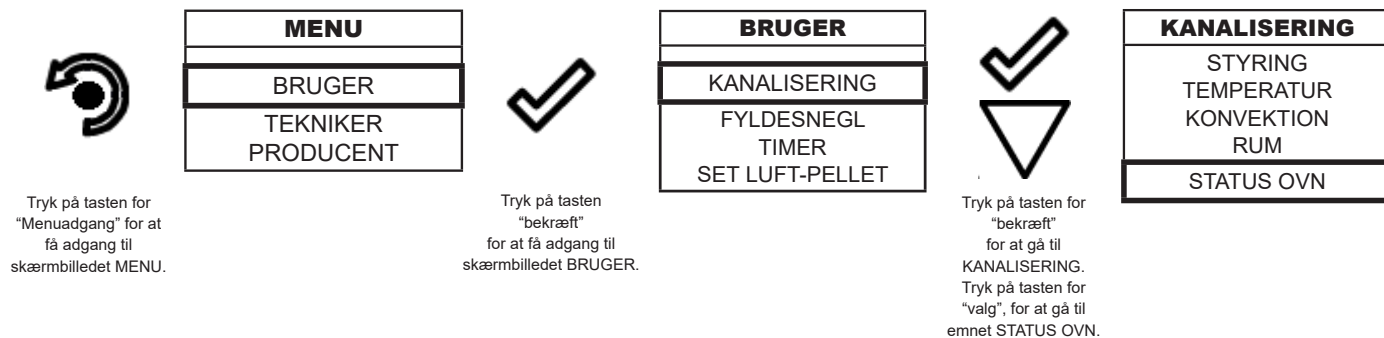 MENU
BRUGER
TEKNIKER
PRODUCENT
Tryk på tasten for
“Menuadgang” for at
få adgang til
skærmbilledet MENU.
Tryk på tasten
“bekræft”
for at få adgang til
skærmbilledet BRUGER.
BRUGER
KANALISERING
FYLDESNEGL
TIMER
SET LUFT-PELLET
Tryk på tasten for
“bekræft”
for at gå til
KANALISERING.
Tryk på tasten for
“valg”, for at gå til
emnet STATUS OVN.
KANALISERING
STYRING
TEMPERATUR
KONVEKTION
RUM
STATUS OVN